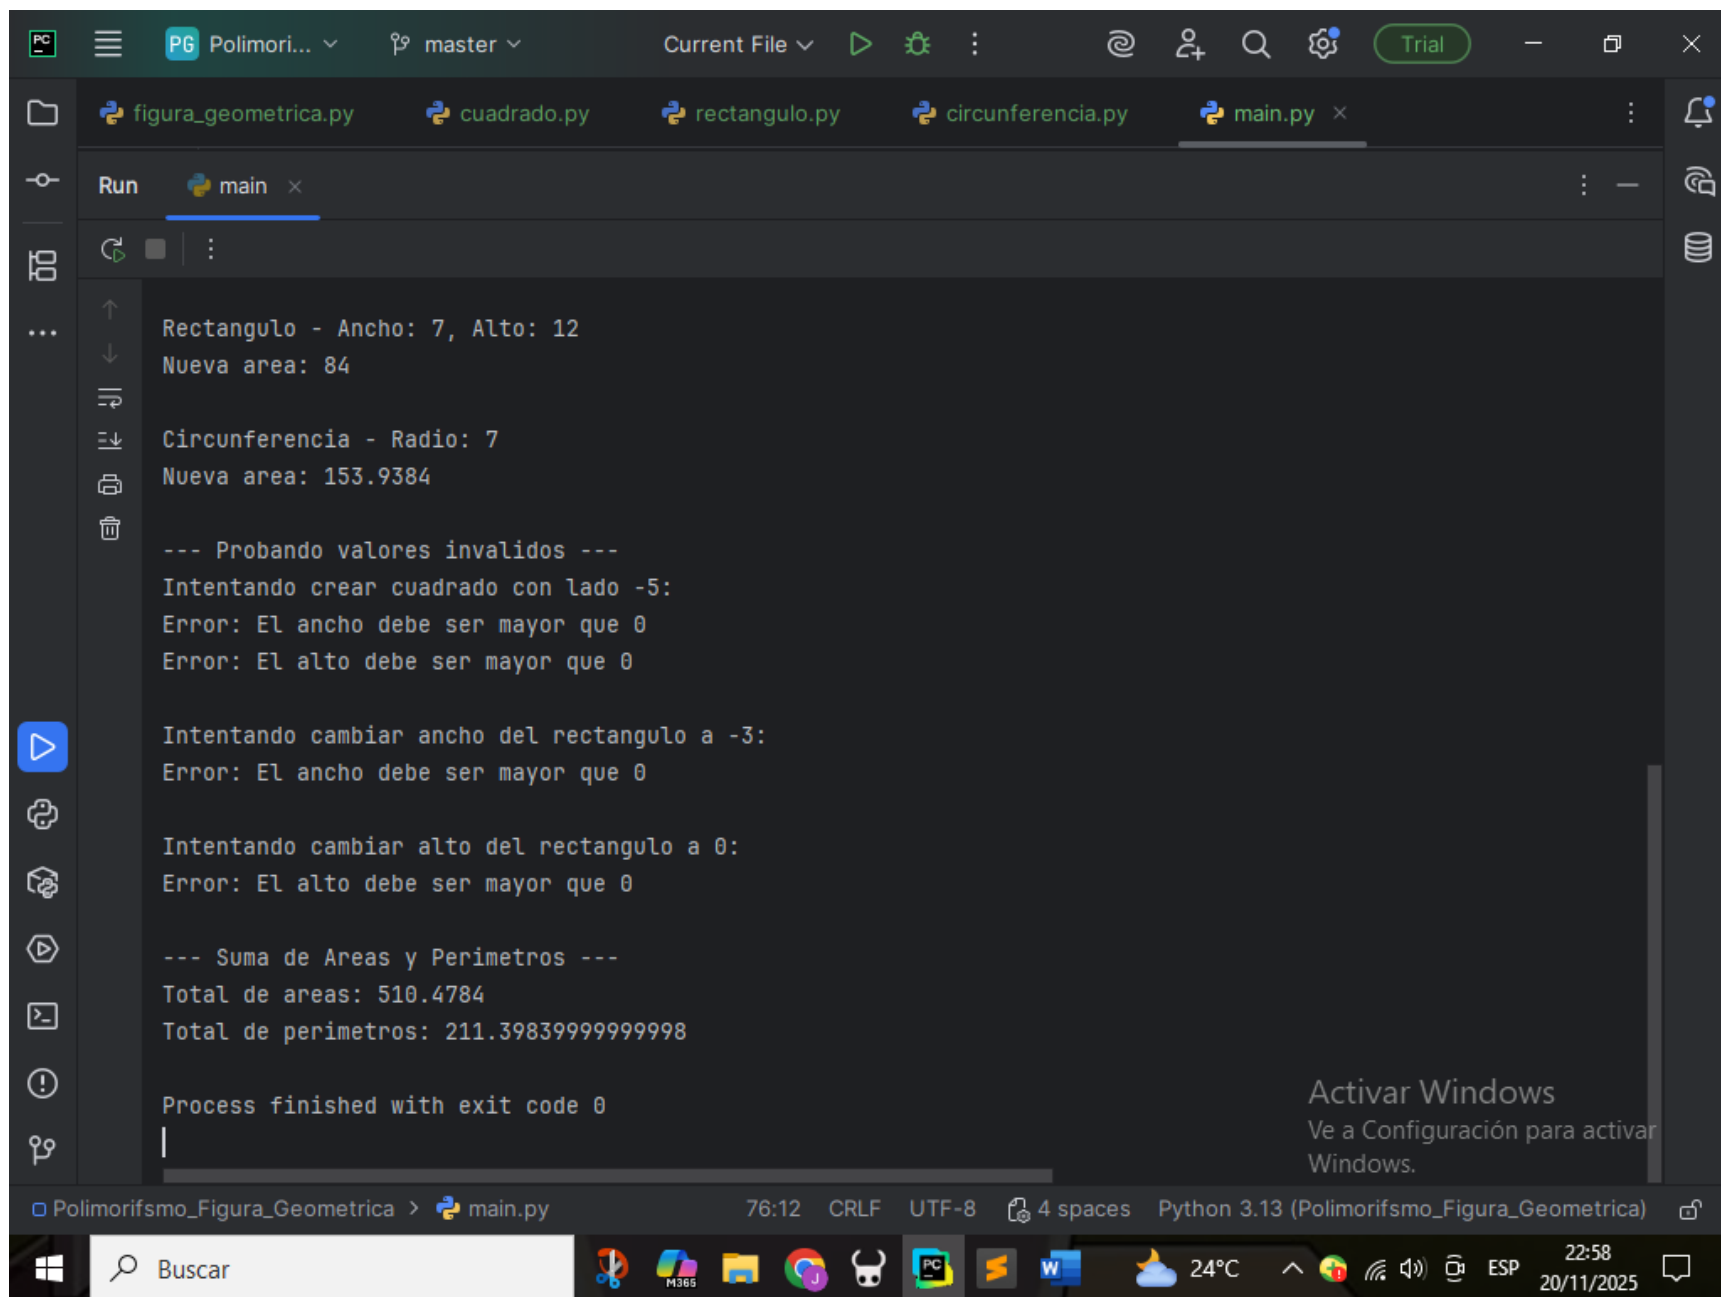 PC
PG Polimori... master Current File Trial
figura_geometrica.py cuadrado.py rectangulo.py circunferencia.py main.py
Run main
Rectangulo - Ancho: 7, Alto: 12
Nueva area: 84
Circunferencia - Radio: 7
Nueva area: 153.9384
--- Probando valores invalidos ---
Intentando crear cuadrado con lado -5:
Error: El ancho debe ser mayor que 0
Error: El alto debe ser mayor que 0
Intentando cambiar ancho del rectangulo a -3:
Error: El ancho debe ser mayor que 0
Intentando cambiar alto del rectangulo a 0:
Error: El alto debe ser mayor que 0
--- Suma de Areas y Perimetros ---
Total de areas: 510.4784
Total de perimetros: 211.39839999999998
Process finished with exit code 0
Activar Windows
Ve a Configuración para activar
Windows.
Polimorifsmo_Figura_Geometrica > main.py 76:12 CRLF UTF-8 4 spaces Python 3.13 (Polimorifsmo_Figura_Geometrica)
Buscar M365 J PC W 24°C ESP 22:58
20/11/2025